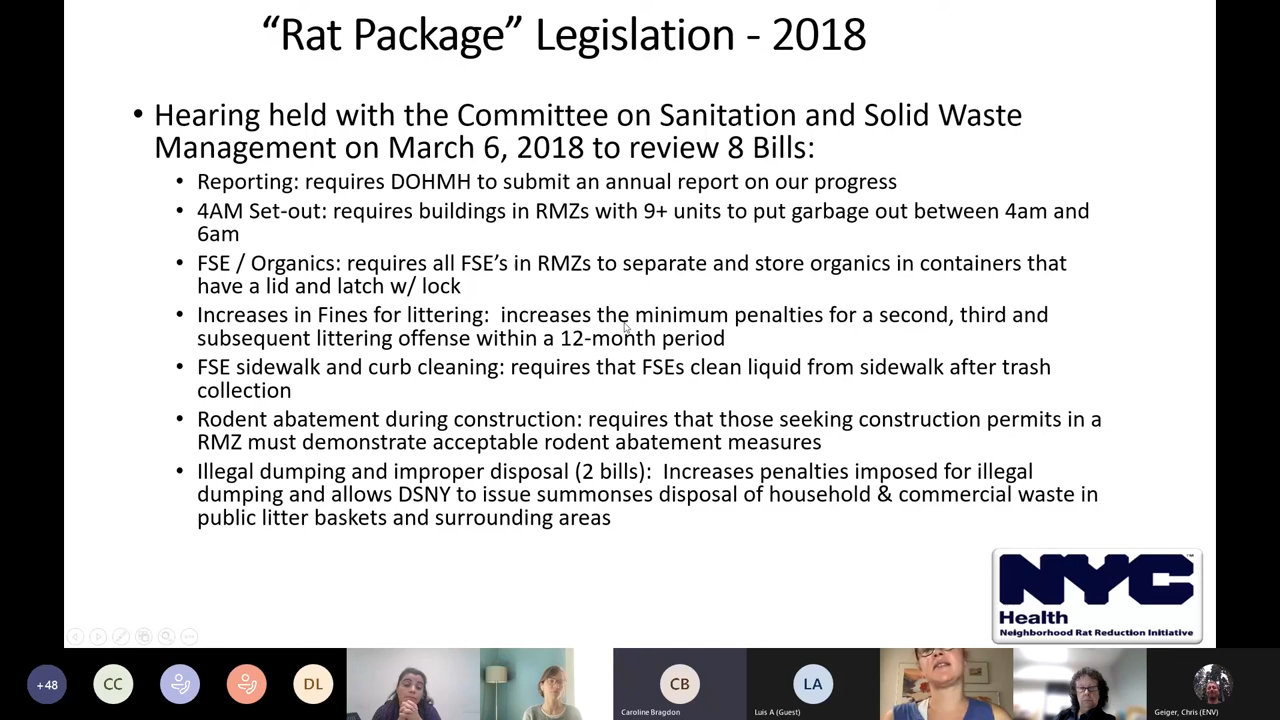 “Rat Package” Legislation - 2018
• Hearing held with the Committee on Sanitation and Solid Waste
Management on March 6, 2018 to review 8 Bills:
• Reporting: requires DOHMH to submit an annual report on our progress
• 4AM Set-out: requires buildings in RMZs with 9+ units to put garbage out between 4am and
6am
• FSE / Organics: requires all FSE’s in RMZs to separate and store organics in containers that
have a lid and latch w/ lock
• Increases in Fines for littering:  increases the minimum penalties for a second, third and
subsequent littering offense within a 12-month period
• FSE sidewalk and curb cleaning: requires that FSEs clean liquid from sidewalk after trash
collection
• Rodent abatement during construction: requires that those seeking construction permits in a
RMZ must demonstrate acceptable rodent abatement measures
• Illegal dumping and improper disposal (2 bills):  Increases penalties imposed for illegal
dumping and allows DSNY to issue summonses disposal of household & commercial waste in
public litter baskets and surrounding areas
NYC™
Health
Neighborhood Rat Reduction Initiative
+48
CC
DL
CB
LA
Caroline Bragdon
Luis A (Guest)
Geiger, Chris (ENV)